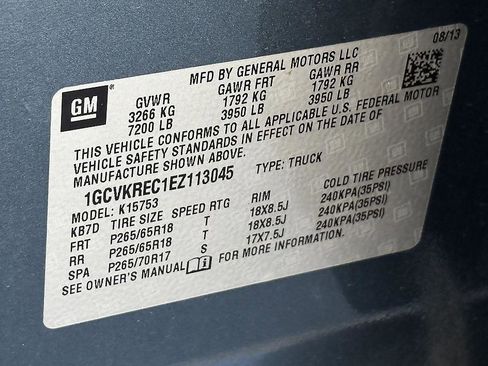 MFD BY GENERAL MOTORS LLC 08/13
GM GVWR GAWR FRT GAWR RR
3266 KG 1792 KG 1792 KG
7200 LB 3950 LB 3950 LB
THIS VEHICLE CONFORMS TO ALL APPLICABLE U.S. FEDERAL MOTOR
VEHICLE SAFETY STANDARDS IN EFFECT ON THE DATE OF
MANUFACTURE SHOWN ABOVE.
1GCVKREC1EZ113045 TYPE: TRUCK
MODEL: K15753
KB7D TIRE SIZE SPEED RTG RIM COLD TIRE PRESSURE
FRT P265/65R18 T 18X8.5J 240KPA(35PSI)
RR P265/65R18 T 18X8.5J 240KPA(35PSI)
SPA P265/70R17 S 17X7.5J 240KPA(35PSI)
SEE OWNER'S MANUAL FOR MORE INFORMATION.